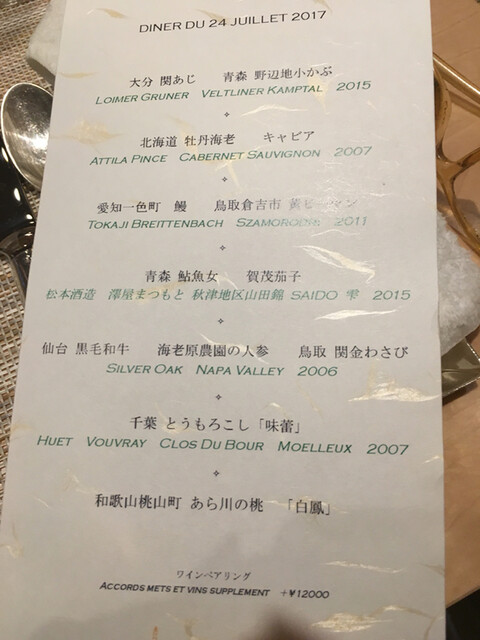 DINER DU 24 JUILLET 2017
大分 関あじ 青森 野辺地小かぶ
LOIMER GRUNER VELTLINER KAMPTAL 2015
北海道 牡丹海老 キャビア
ATTILA PINCE CABERNET SAUVIGNON 2007
愛知一色町 鰻 鳥取倉吉市
TOKAJI BREITTENBACH SZAMORODNI 2011
青森 鮎魚女 賀茂茄子
松本酒造 澤屋まつもと 秋津地区山田錦 SAIDO 雫 2015
仙台 黒毛和牛 海老原農園の人参 鳥取 関金わさび
SILVER OAK NAPA VALLEY 2006
千葉 とうもろこし「味蕾」
HUET VOUVRAY CLOS DU BOUR MOELLEUX 2007
和歌山桃山町 あら川の桃 「白鳳」
ワインペアリング
ACCORDS METS ET VINS SUPPLEMENT +¥12000